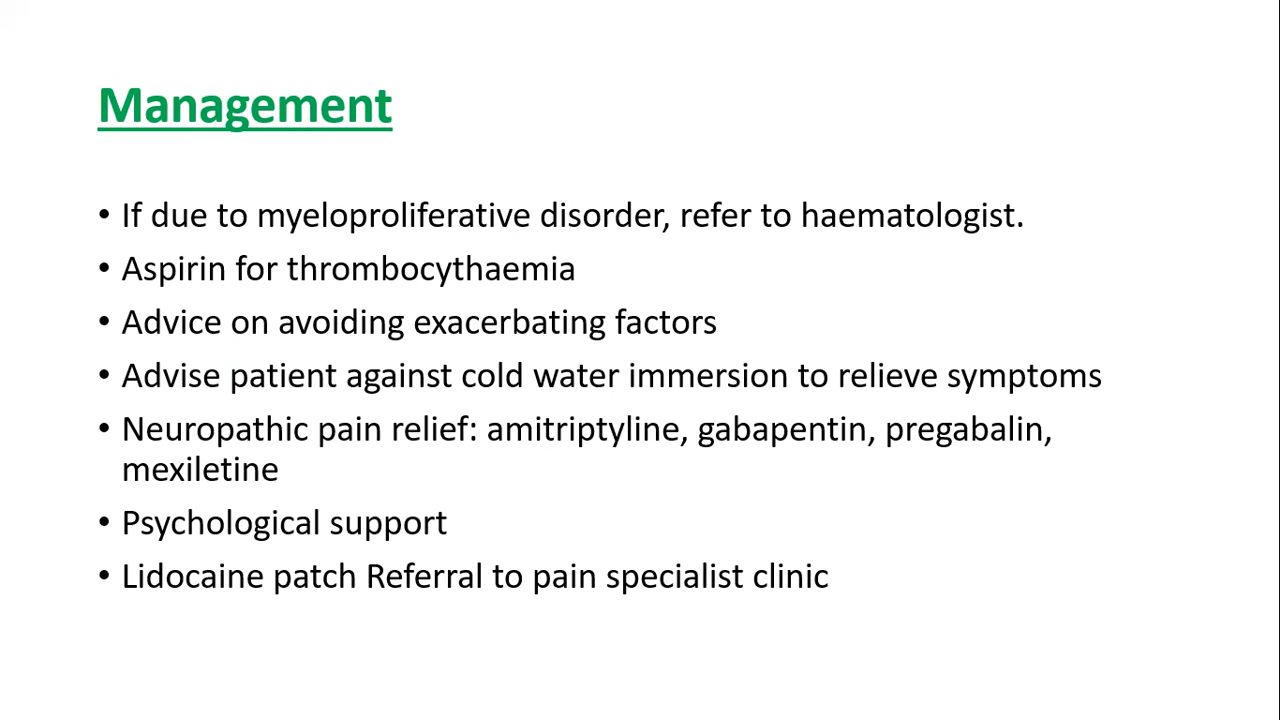 Management
• If due to myeloproliferative disorder, refer to haematologist.
• Aspirin for thrombocythaemia
• Advice on avoiding exacerbating factors
• Advise patient against cold water immersion to relieve symptoms
• Neuropathic pain relief: amitriptyline, gabapentin, pregabalin,
mexiletine
• Psychological support
• Lidocaine patch Referral to pain specialist clinic